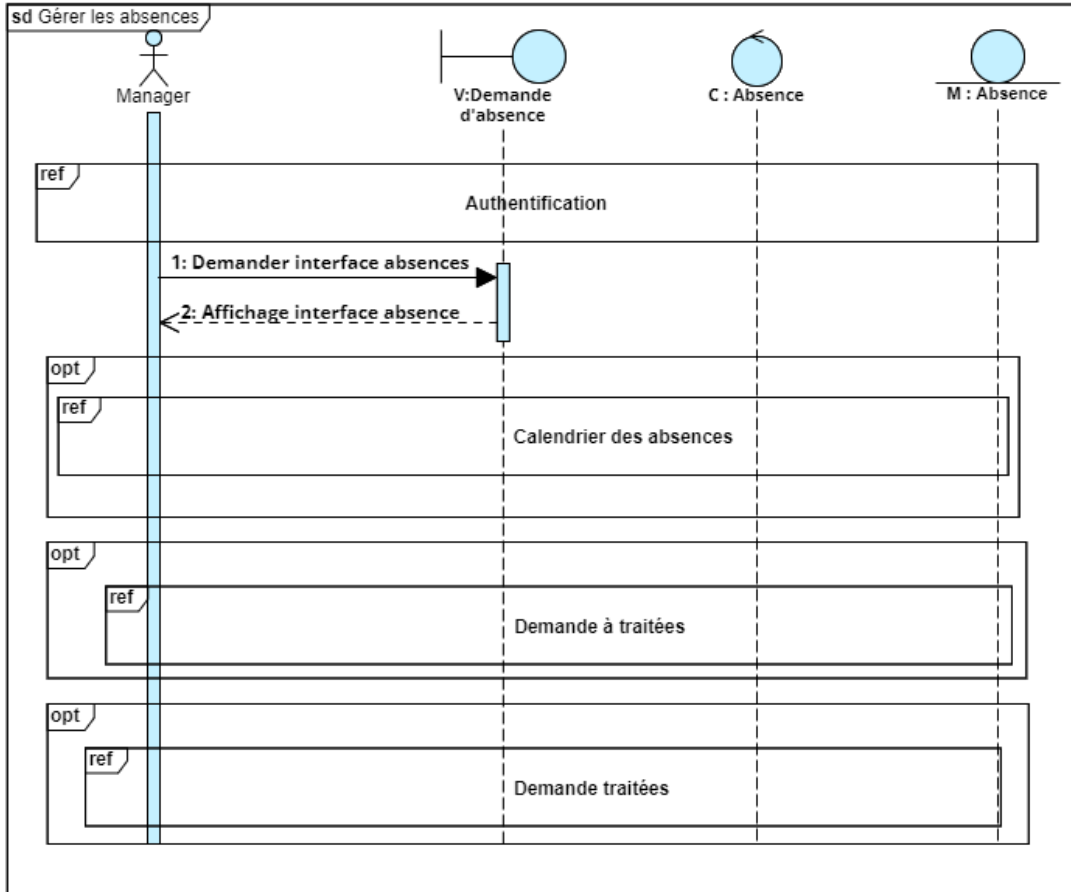 sd Gérer les absences
Manager
V:Demande
d'absence
C : Absence
M : Absence
ref
Authentification
1: Demander interface absences
2: Affichage interface absence
opt
ref
Calendrier des absences
opt
ref
Demande à traitées
opt
ref
Demande traitées